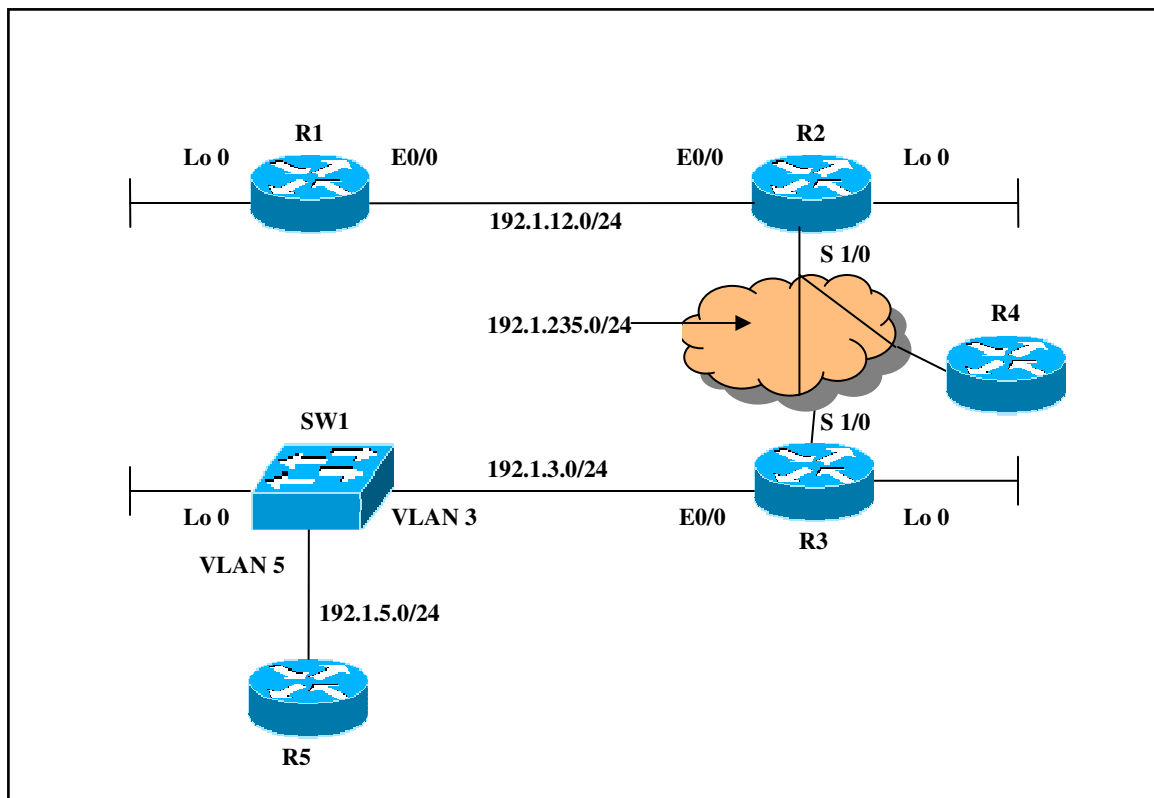 R1
R2
Lo 0
E0/0
E0/0
Lo 0
192.1.12.0/24
S 1/0
192.1.235.0/24
R4
SW1
S 1/0
192.1.3.0/24
Lo 0
VLAN 3
E0/0
Lo 0
R3
VLAN 5
192.1.5.0/24
R5